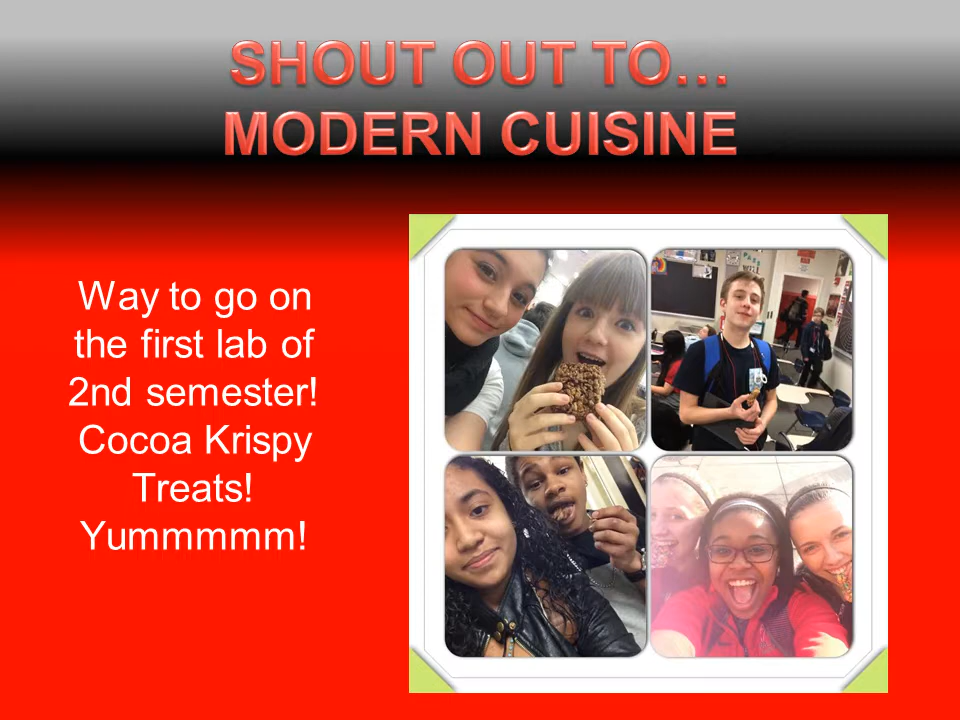 SHOUT OUT TO…
MODERN CUISINE
Way to go on
the first lab of
2nd semester!
Cocoa Krispy
Treats!
Yummmmm!